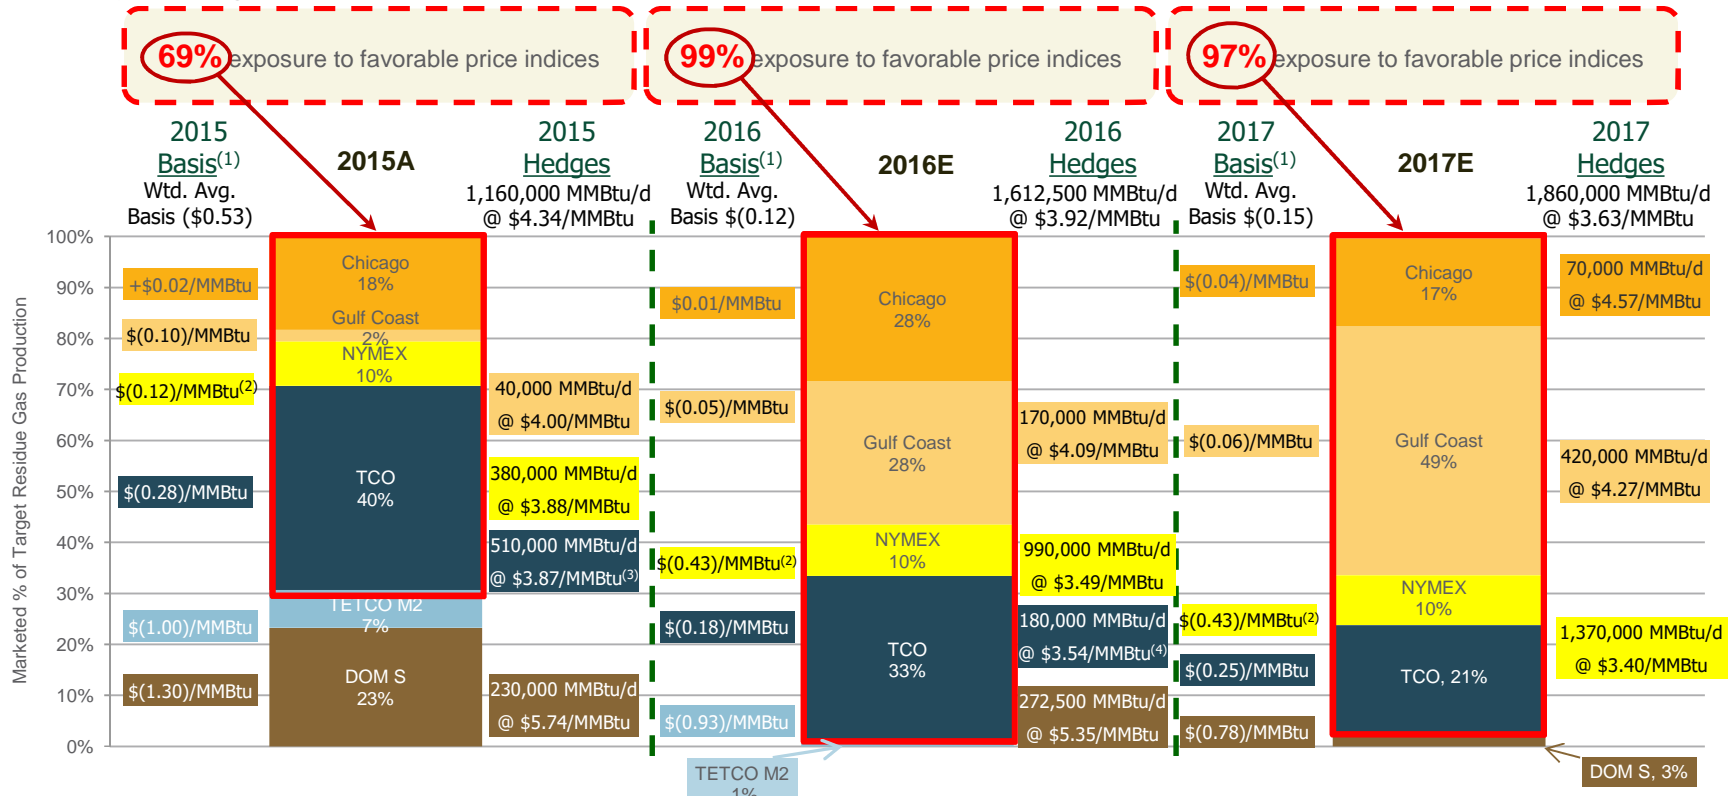 69% exposure to favorable price indices
99% exposure to favorable price indices
97% exposure to favorable price indices
2015
Basis(1)
Wtd. Avg.
Basis ($0.53)
2015A
2015
Hedges
1,160,000 MMBtu/d
@ $4.34/MMBtu
2016
Basis(1)
Wtd. Avg.
Basis $(0.12)
2016E
2016
Hedges
1,612,500 MMBtu/d
@ $3.92/MMBtu
2017
Basis(1)
Wtd. Avg.
Basis $(0.15)
2017E
2017
Hedges
1,860,000 MMBtu/d
@ $3.63/MMBtu
Marketed % of Target Residue Gas Production
100%
90%
80%
70%
60%
50%
40%
30%
20%
10%
0%
+$0.02/MMBtu
$(0.10)/MMBtu
$(0.12)/MMBtu(2)
$(0.28)/MMBtu
$(1.00)/MMBtu
$(1.30)/MMBtu
Chicago
18%
Gulf Coast
2%
NYMEX
10%
TCO
40%
TETCO M2
7%
DOM S
23%
40,000 MMBtu/d
@ $4.00/MMBtu
380,000 MMBtu/d
@ $3.88/MMBtu
510,000 MMBtu/d
@ $3.87/MMBtu(3)
230,000 MMBtu/d
@ $5.74/MMBtu
$0.01/MMBtu
$(0.05)/MMBtu
$(0.43)/MMBtu(2)
$(0.18)/MMBtu
$(0.93)/MMBtu
Chicago
28%
Gulf Coast
28%
NYMEX
10%
TCO
33%
TETCO M2
1%
170,000 MMBtu/d
@ $4.09/MMBtu
990,000 MMBtu/d
@ $3.49/MMBtu
180,000 MMBtu/d
@ $3.54/MMBtu(4)
272,500 MMBtu/d
@ $5.35/MMBtu
$(0.04)/MMBtu
$(0.06)/MMBtu
$(0.43)/MMBtu(2)
$(0.25)/MMBtu
$(0.78)/MMBtu
Chicago
17%
Gulf Coast
49%
NYMEX
10%
TCO, 21%
DOM S, 3%
70,000 MMBtu/d
@ $4.57/MMBtu
420,000 MMBtu/d
@ $4.27/MMBtu
1,370,000 MMBtu/d
@ $3.40/MMBtu